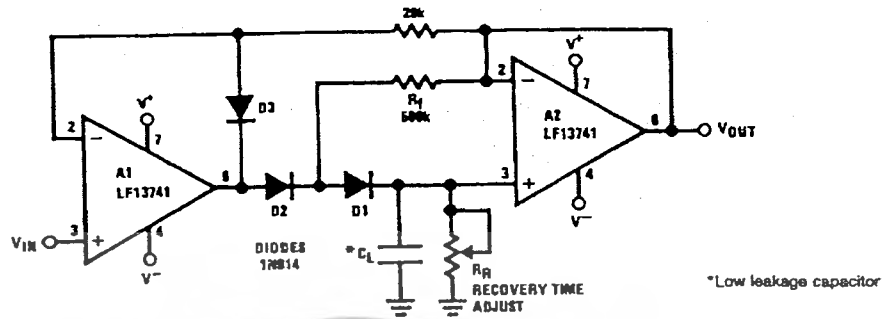 20k
V+
V+
2
7
Rf
500k
2
7
D3
A1
LF13741
6
A2
LF13741
6
VOUT
3
VIN
3
4
V−
D2
D1
4
V−
DIODES
1N914
*CL
RR
RECOVERY TIME
ADJUST
*Low leakage capacitor